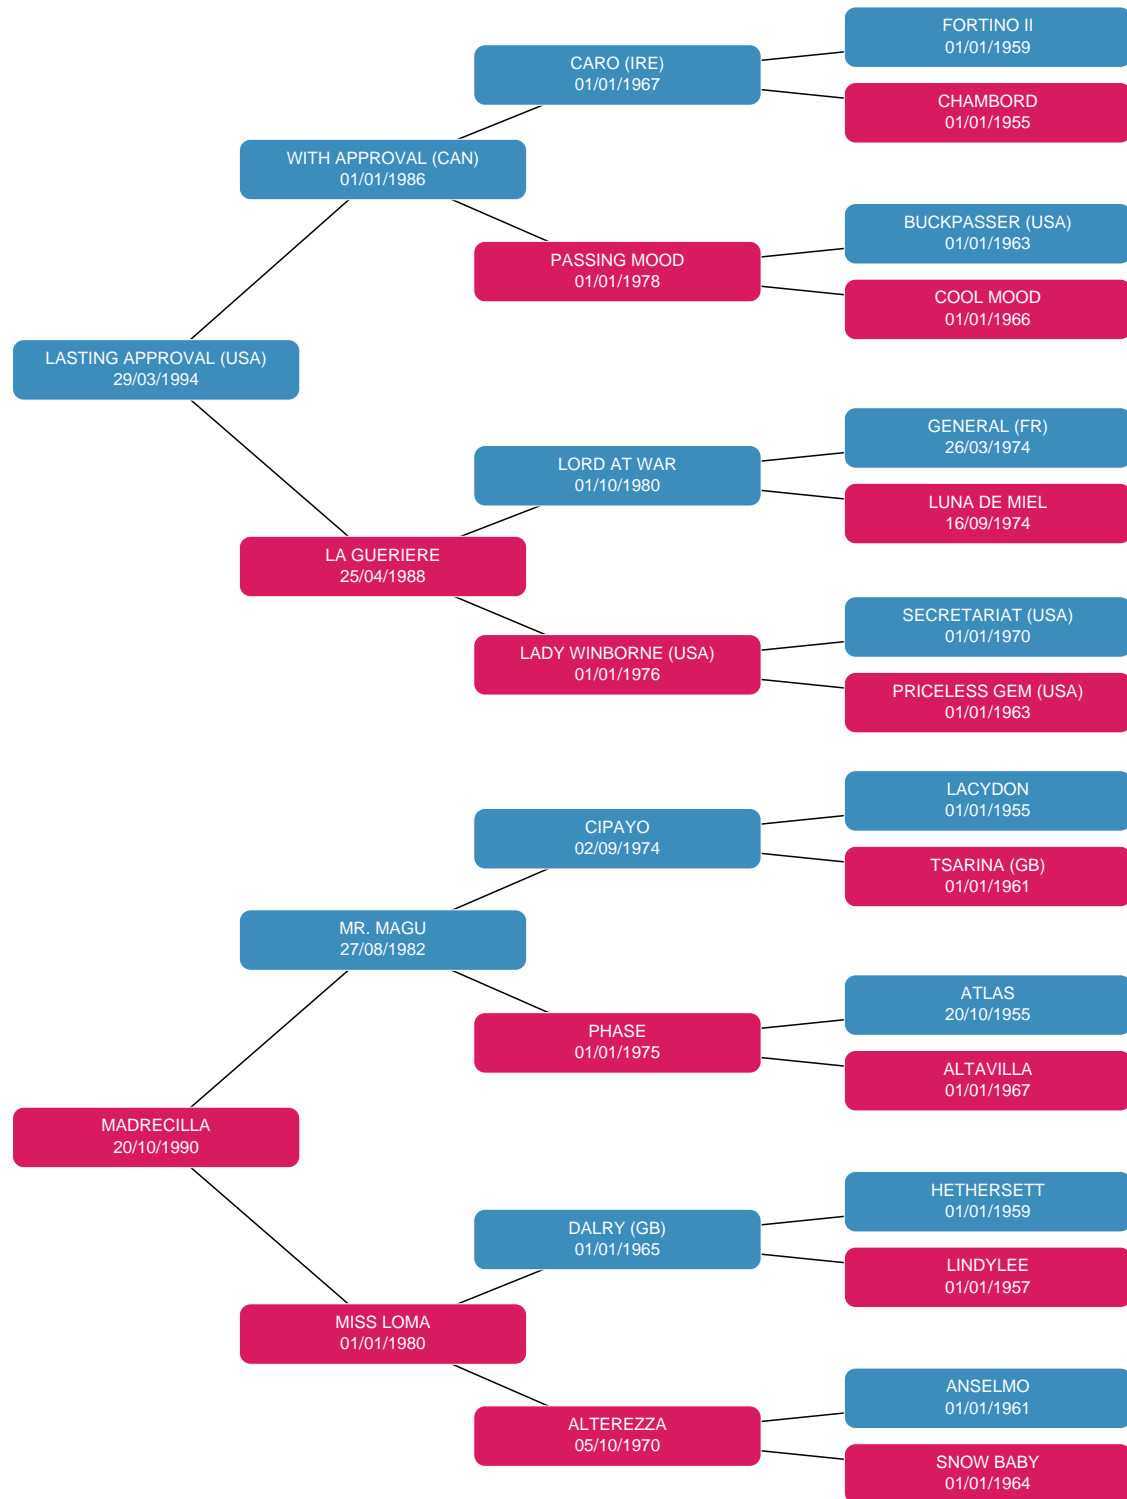 FORTINO II
01/01/1959
CARO (IRE)
01/01/1967
CHAMBORD
01/01/1955
WITH APPROVAL (CAN)
01/01/1986
BUCKPASSER (USA)
01/01/1963
PASSING MOOD
01/01/1978
COOL MOOD
01/01/1966
LASTING APPROVAL (USA)
29/03/1994
GENERAL (FR)
26/03/1974
LORD AT WAR
01/10/1980
LUNA DE MIEL
16/09/1974
LA GUERIERE
25/04/1988
SECRETARIAT (USA)
01/01/1970
LADY WINBORNE (USA)
01/01/1976
PRICELESS GEM (USA)
01/01/1963
LACYDON
01/01/1955
CIPAYO
02/09/1974
TSARINA (GB)
01/01/1961
MR. MAGU
27/08/1982
ATLAS
20/10/1955
PHASE
01/01/1975
ALTAVILLA
01/01/1967
MADRECILLA
20/10/1990
HETHERSETT
01/01/1959
DALRY (GB)
01/01/1965
LINDYLEE
01/01/1957
MISS LOMA
01/01/1980
ANSELMO
01/01/1961
ALTEREZZA
05/10/1970
SNOW BABY
01/01/1964